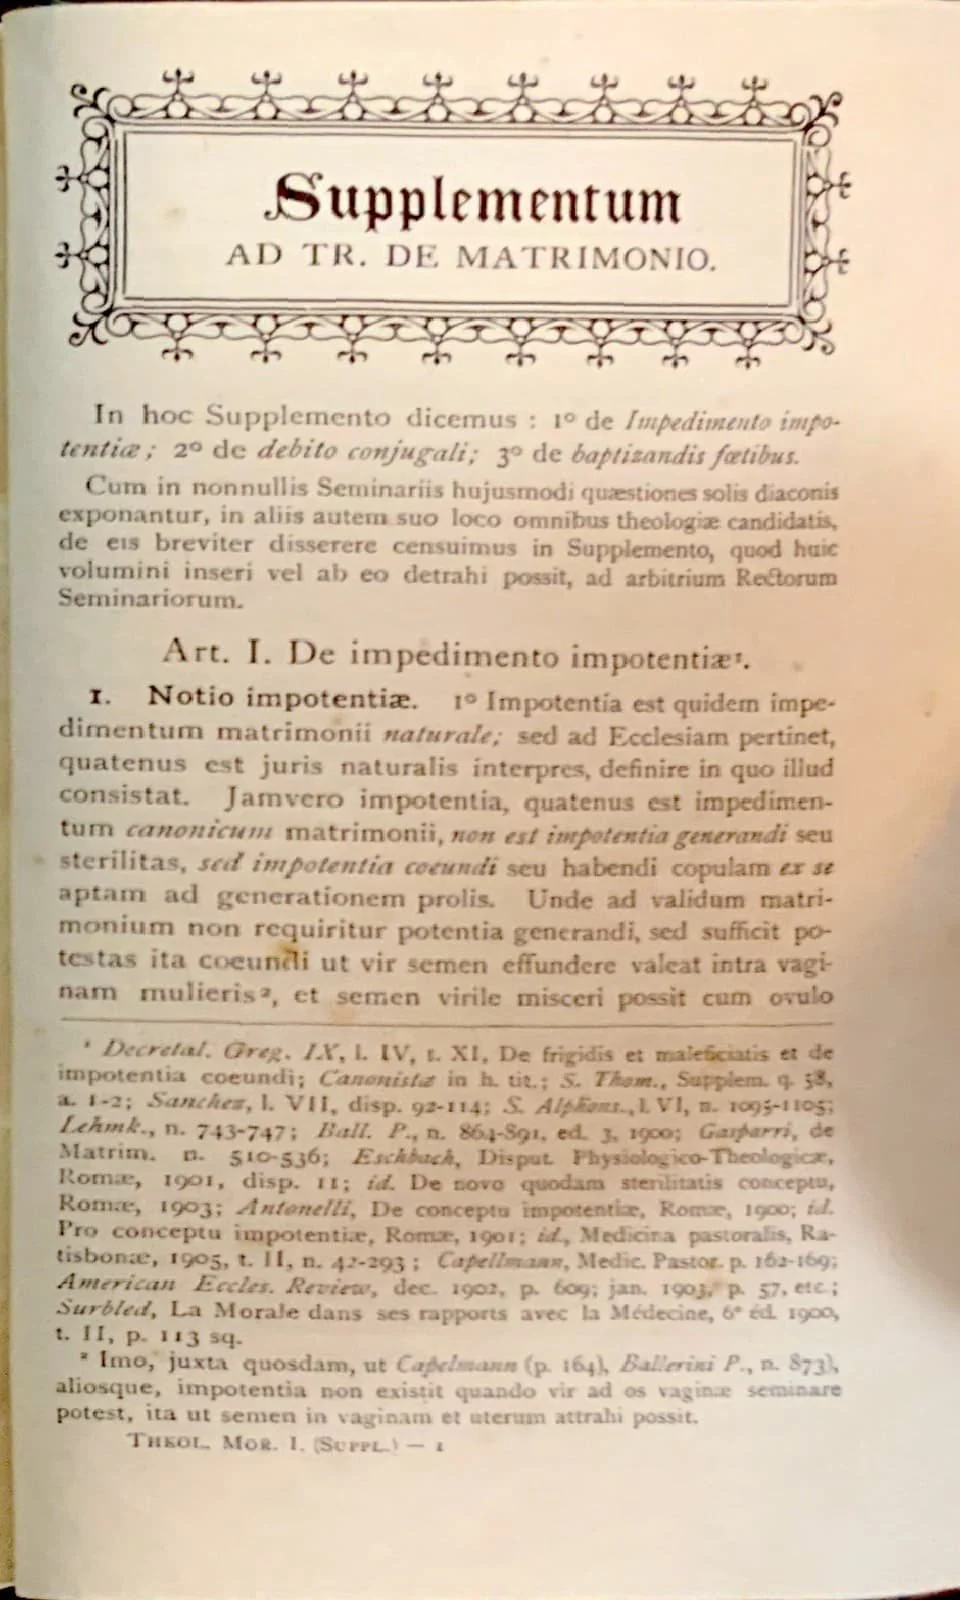 Supplementum
AD TR. DE MATRIMONIO.
In hoc Supplemento dicemus : 1º de Impedimento impo-
tentiæ ; 2º de debito conjugali ; 3º de baptizandis fœtibus.
Cum in nonnullis Seminariis hujusmodi quæstiones solis diaconis
exponantur, in aliis autem suo loco omnibus theologiæ candidatis,
de eis breviter disserere censuimus in Supplemento, quod huic
volumini inseri vel ab eo detrahi possit, ad arbitrium Rectorum
Seminariorum.
Art. I. De impedimento impotentiæ¹.
1. Notio impotentiæ. 1º Impotentia est quidem impe-
dimentum matrimonii naturale; sed ad Ecclesiam pertinet,
quatenus est juris naturalis interpres, definire in quo illud
consistat. Jamvero impotentia, quatenus est impedimen-
tum canonicum matrimonii, non est impotentia generandi seu
sterilitas, sed impotentia coeundi seu habendi copulam ex se
aptam ad generationem prolis. Unde ad validum matri-
monium non requiritur potentia generandi, sed sufficit po-
testas ita coeundi ut vir semen effundere valeat intra vagi-
nam mulieris², et semen virile misceri possit cum ovulo
¹ Decretal. Greg. IX, l. IV, t. XI, De frigidis et maleficiatis et de
impotentia coeundi; Canonistæ in h. tit.; S. Thom., Supplem. q. 58,
a. 1-2; Sanchez, l. VII, disp. 92-114; S. Alphons., l. VI, n. 1095-1105;
Lehmk., n. 743-747; Ball. P., n. 864-891, ed. 3, 1900; Gasparri, de
Matrim. n. 510-536; Eschbach, Disput. Physiologico-Theologicæ,
Romæ, 1901, disp. 11; id. De novo quodam sterilitatis conceptu,
Romæ, 1903; Antonelli, De conceptu impotentiæ, Romæ, 1900; id.
Pro conceptu impotentiæ, Romæ, 1901; id., Medicina pastoralis, Ra-
tisbonæ, 1905, t. II, n. 42-293 ; Capellmann, Medic. Pastor. p. 162-169;
American Eccles. Review, dec. 1902, p. 609; jan. 1903, p. 57, etc.;
Surbled, La Morale dans ses rapports avec la Médecine, 6e éd. 1900,
t. II, p. 113 sq.
² Imo, juxta quosdam, ut Capelmann (p. 164), Ballerini P., n. 873),
aliosque, impotentia non existit quando vir ad os vaginæ seminare
potest, ita ut semen in vaginam et uterum attrahi possit.
THEOL. MOR. I. (SUPPL.) — 1